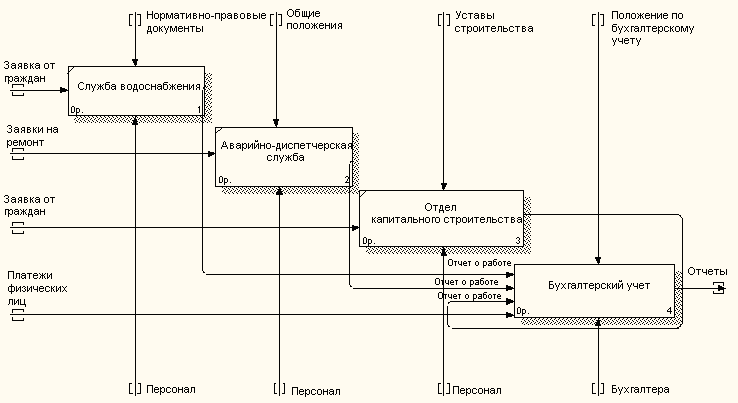 Нормативно-правовые
документы
Общие
положения
Уставы
строительства
Положение по
бухгалтерскому
учету
Заявка от
граждан
Служба водоснабжения
0р.
1
Заявки на
ремонт
Аварийно-диспетчерская
служба
0р.
2
Заявка от
граждан
Отдел
капитального строительства
0р.
3
Отчет о работе
Отчет о работе
Отчет о работе
Платежи
физических
лиц
Бухгалтерский учет
0р.
4
Отчеты
Персонал
Персонал
Персонал
Бухгалтера